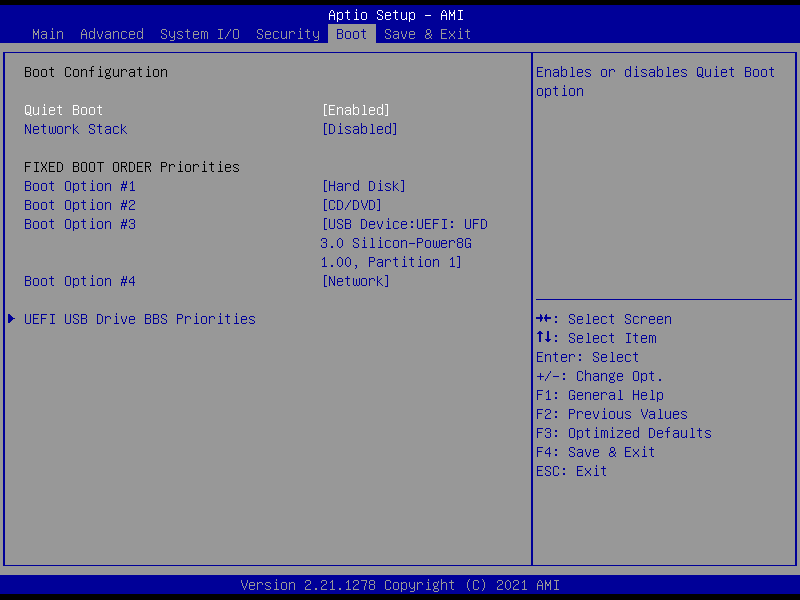 Aptio Setup - AMI
Main Advanced System I/O Security Boot Save & Exit
Boot Configuration
Quiet Boot [Enabled]
Network Stack [Disabled]
FIXED BOOT ORDER Priorities
Boot Option #1 [Hard Disk]
Boot Option #2 [CD/DVD]
Boot Option #3 [USB Device:UEFI: UFD
3.0 Silicon-Power8G
1.00, Partition 1]
Boot Option #4 [Network]
UEFI USB Drive BBS Priorities
Enables or disables Quiet Boot
option
→←: Select Screen
↑↓: Select Item
Enter: Select
+/-: Change Opt.
F1: General Help
F2: Previous Values
F3: Optimized Defaults
F4: Save & Exit
ESC: Exit
Version 2.21.1278 Copyright (C) 2021 AMI